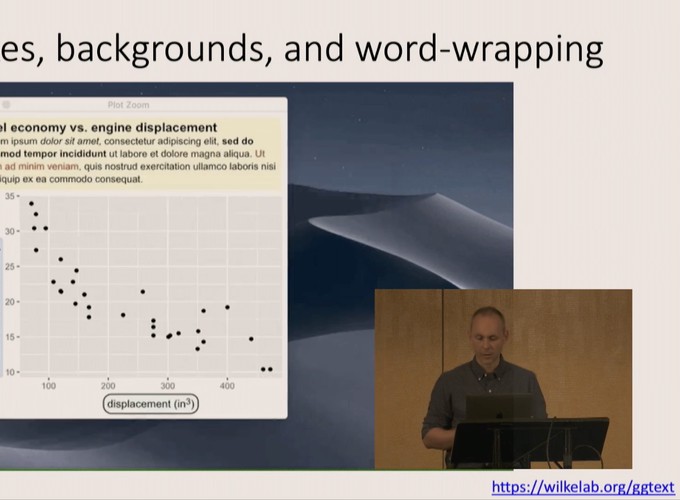 es, backgrounds, and word-wrapping
Plot Zoom
el economy vs. engine displacement
m ipsum dolor sit amet, consectetur adipiscing elit, sed do
mod tempor incididunt ut labore et dolore magna aliqua. Ut
ad minim veniam, quis nostrud exercitation ullamco laboris nisi
iquip ex ea commodo consequat.
35
30
25
20
15
10
100 200 300 400
displacement (in³)
https://wilkelab.org/ggtext